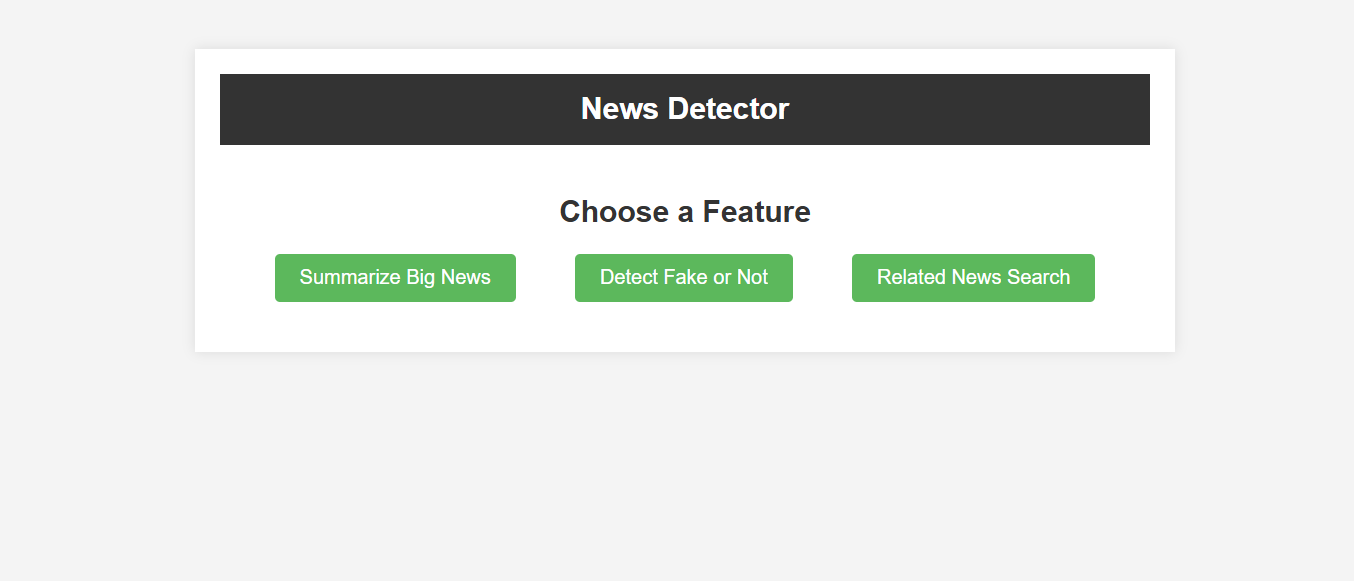 News Detector
Choose a Feature
Summarize Big News
Detect Fake or Not
Related News Search